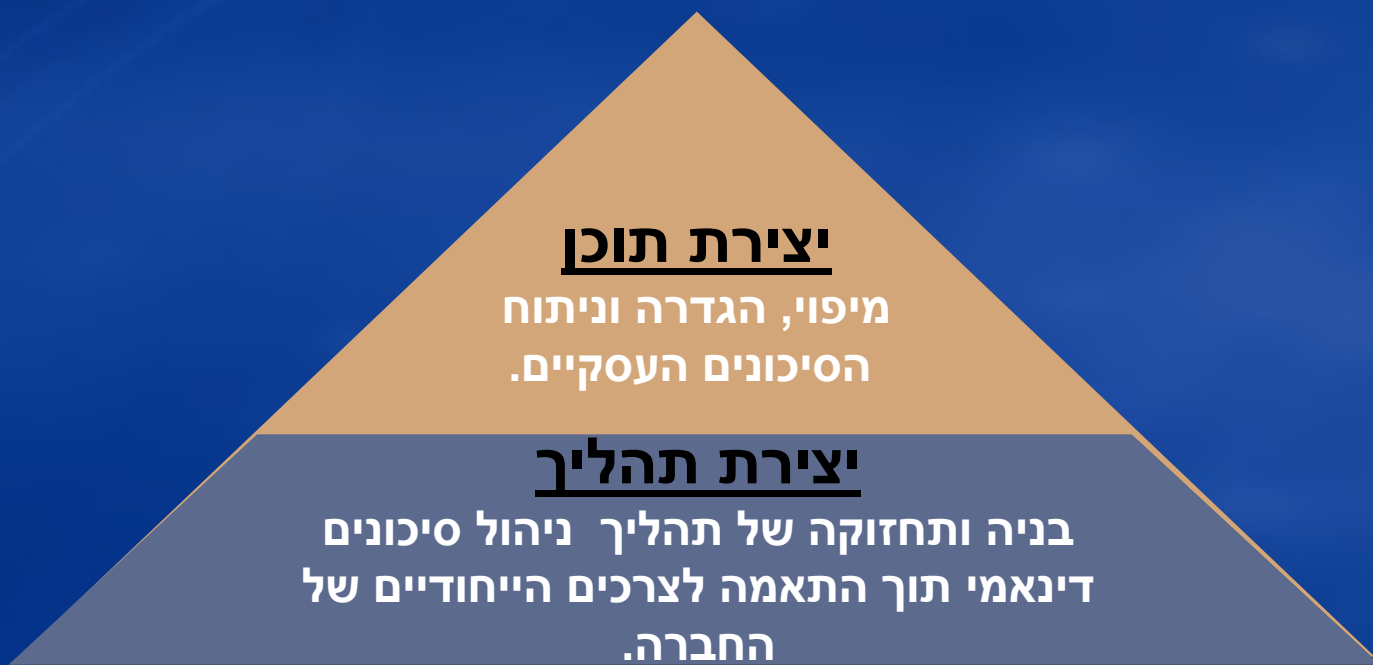 יצירת תוכן
מיפוי, הגדרה וניתוח
הסיכונים העסקיים.
יצירת תהליך
בניה ותחזוקה של תהליך ניהול סיכונים
דינאמי תוך התאמה לצרכים הייחודיים של
החברה.